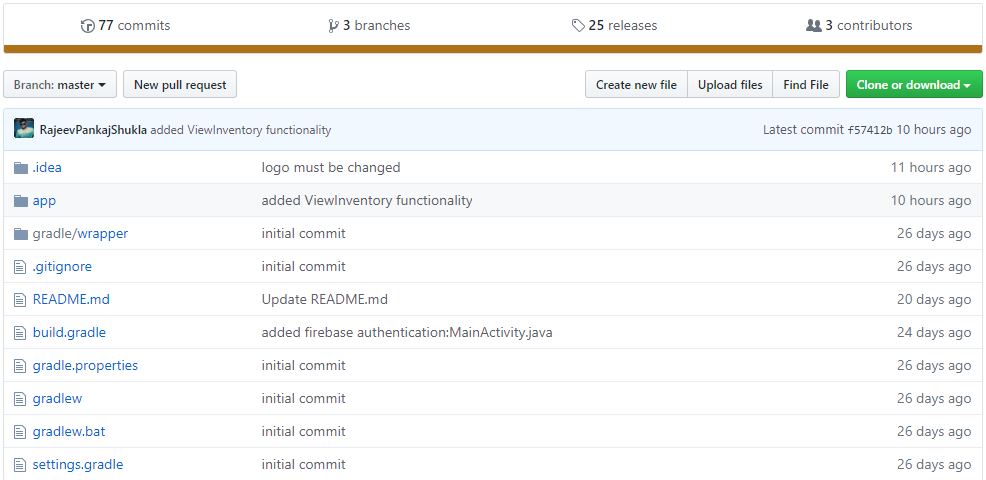 77 commits 3 branches 25 releases 3 contributors
Branch: master New pull request Create new file Upload files Find File Clone or download
RajeevPankajShukla added ViewInventory functionality Latest commit f57412b 10 hours ago
.idea logo must be changed 11 hours ago
app added ViewInventory functionality 10 hours ago
gradle/wrapper initial commit 26 days ago
.gitignore initial commit 26 days ago
README.md Update README.md 20 days ago
build.gradle added firebase authentication:MainActivity.java 24 days ago
gradle.properties initial commit 26 days ago
gradlew initial commit 26 days ago
gradlew.bat initial commit 26 days ago
settings.gradle initial commit 26 days ago